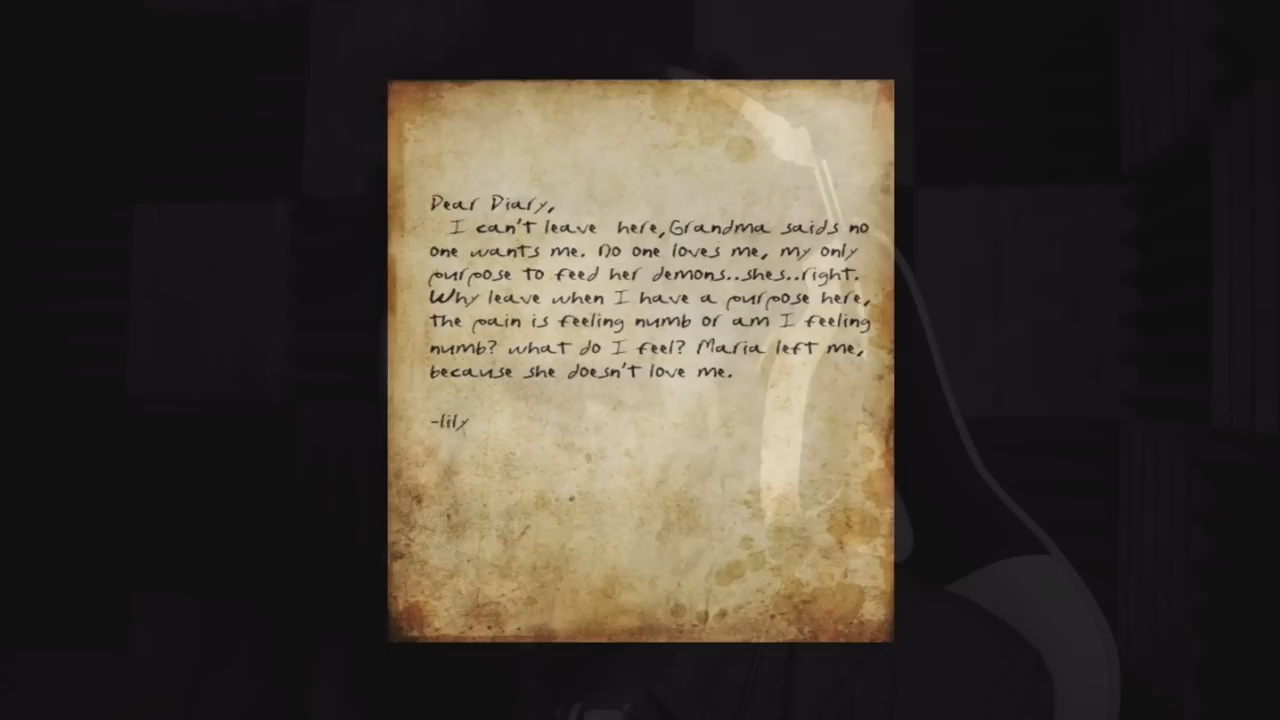 Dear Diary,
I can't leave here,Grandma saids no
one wants me. No one loves me, my only
purpose to feed her demons..shes..right.
Why leave when I have a purpose here,
the pain is feeling numb or am I feeling
numb? what do I feel? Maria left me,
because she doesn't love me.
-lily